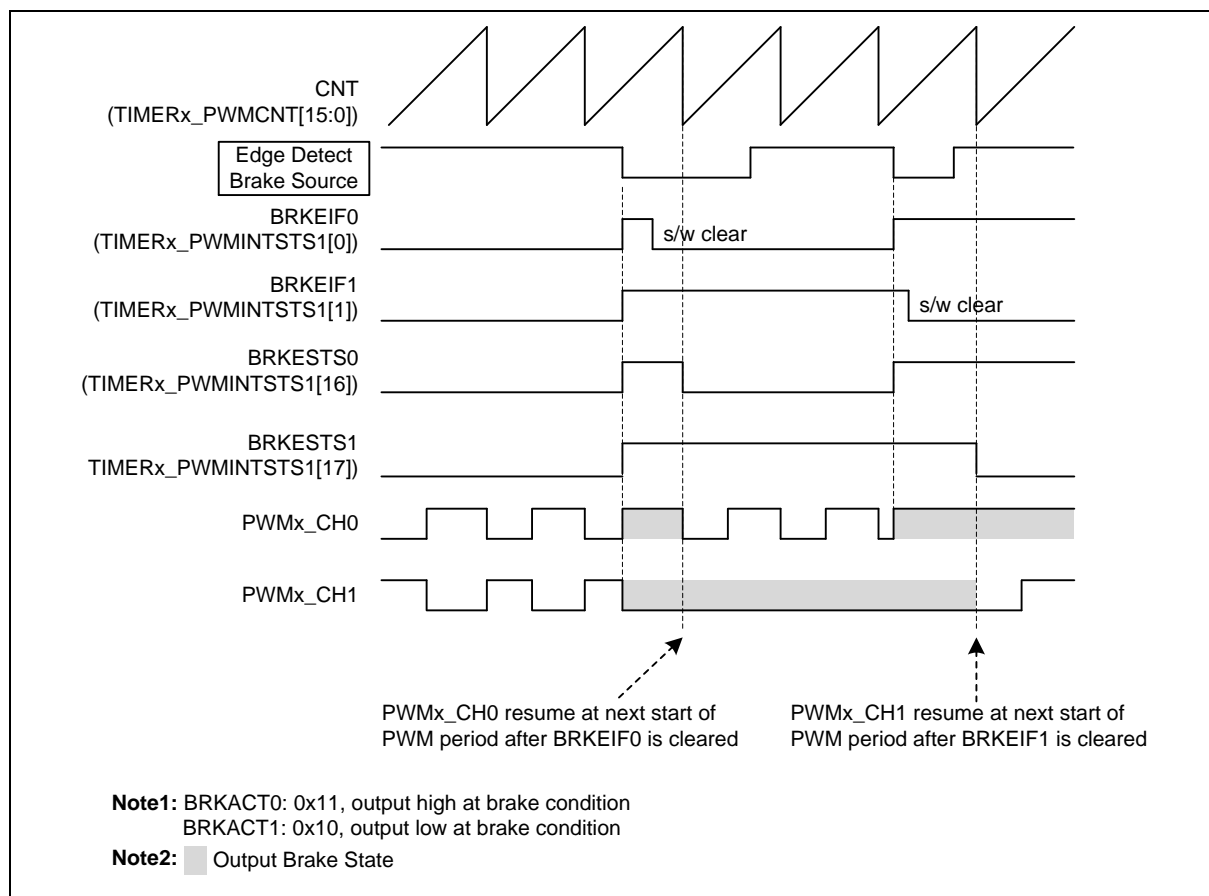 CNT
(TIMERx_PWMCNT[15:0])
Edge Detect
Brake Source
BRKEIF0
(TIMERx_PWMINTSTS1[0])
s/w clear
BRKEIF1
(TIMERx_PWMINTSTS1[1])
s/w clear
BRKESTS0
(TIMERx_PWMINTSTS1[16])
BRKESTS1
TIMERx_PWMINTSTS1[17])
PWMx_CH0
PWMx_CH1
PWMx_CH0 resume at next start of
PWM period after BRKEIF0 is cleared
PWMx_CH1 resume at next start of
PWM period after BRKEIF1 is cleared
Note1: BRKACT0: 0x11, output high at brake condition
BRKACT1: 0x10, output low at brake condition
Note2: Output Brake State